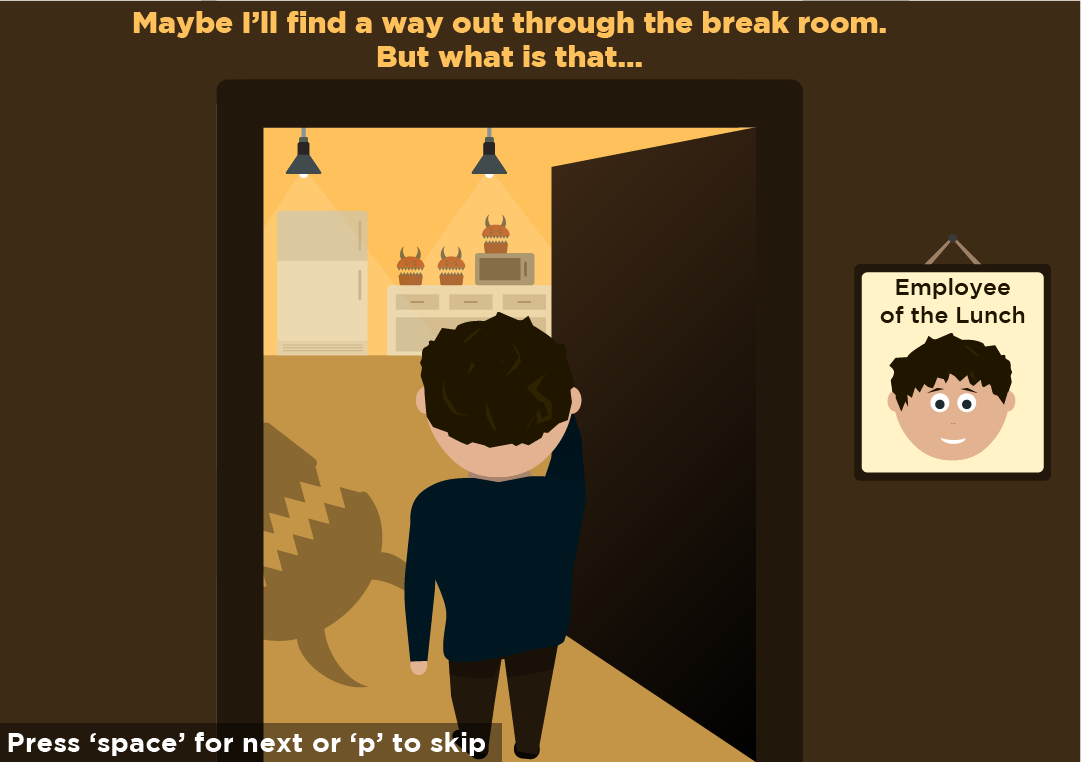 Maybe I’ll find a way out through the break room.
But what is that...
Employee
of the Lunch
Press ‘space’ for next or ‘p’ to skip